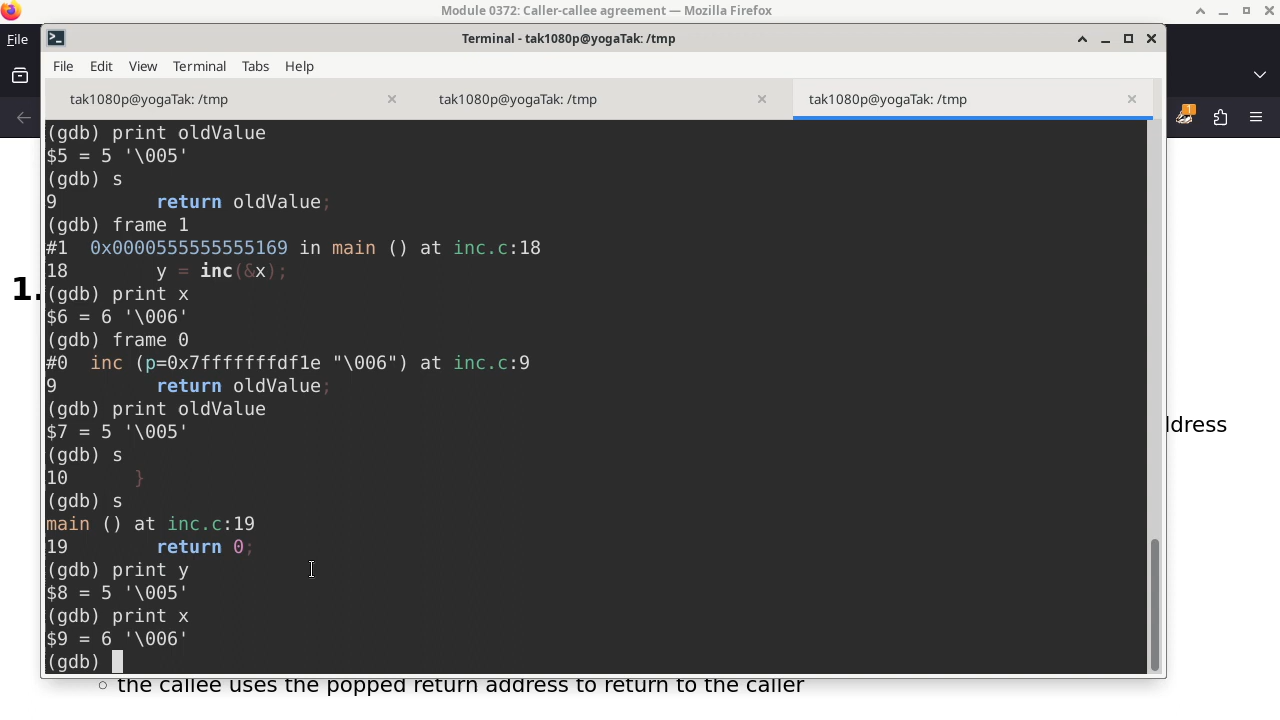 Module 0372: Caller-callee agreement — Mozilla Firefox
File
Terminal - tak1080p@yogaTak: /tmp
File Edit View Terminal Tabs Help
tak1080p@yogaTak: /tmp tak1080p@yogaTak: /tmp tak1080p@yogaTak: /tmp
1
(gdb) print oldValue
$5 = 5 '\005'
(gdb) s
9         return oldValue;
(gdb) frame 1
#1  0x0000555555555169 in main () at inc.c:18
18        y = inc(&x);
(gdb) print x
$6 = 6 '\006'
(gdb) frame 0
#0  inc (p=0x7fffffffdf1e "\006") at inc.c:9
9         return oldValue;
(gdb) print oldValue
$7 = 5 '\005'
(gdb) s
10      }
(gdb) s
main () at inc.c:19
19        return 0;
(gdb) print y
$8 = 5 '\005'
(gdb) print x
$9 = 6 '\006'
(gdb)
1.
ddress
the callee uses the popped return address to return to the caller